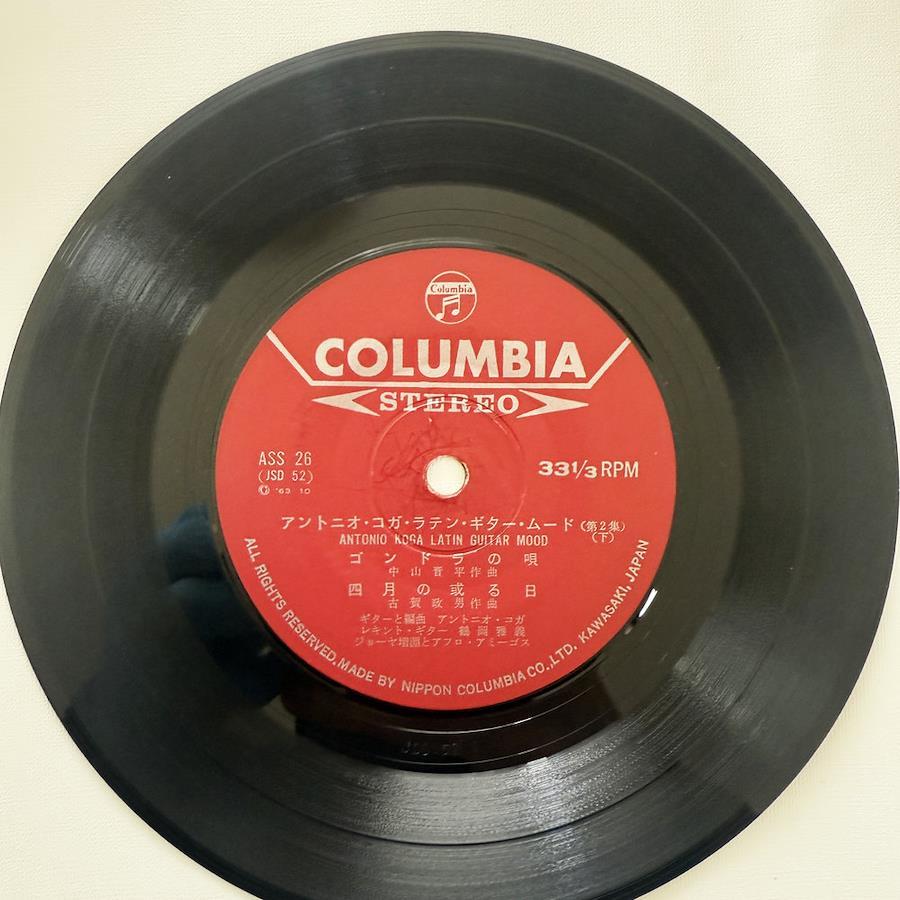 Columbia
COLUMBIA
STEREO
ASS 26
(JSD 52)
℗ '63 10
33 1/3 RPM
アントニオ・コガ・ラテン・ギター・ムード(第2集)
(下)
ANTONIO KOGA LATIN GUITAR MOOD
ゴンドラの唄
中山晋平作曲
四月の或る日
古賀政男作曲
ギターと編曲 アントニオ・コガ
レキント・ギター 鶴岡雅義
ジョーヤ増渕とアフロ・アミーゴス
ALL RIGHTS RESERVED, MADE BY NIPPON COLUMBIA CO., LTD. KAWASAKI JAPAN